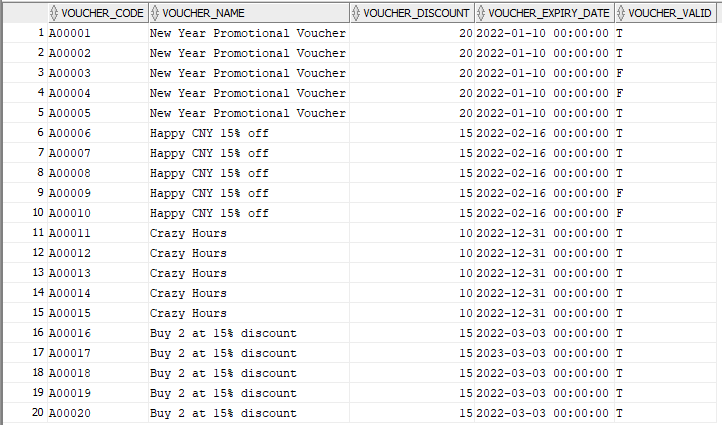 VOUCHER_CODE VOUCHER_NAME VOUCHER_DISCOUNT VOUCHER_EXPIRY_DATE VOUCHER_VALID
1 A00001 New Year Promotional Voucher 20 2022-01-10 00:00:00 T
2 A00002 New Year Promotional Voucher 20 2022-01-10 00:00:00 T
3 A00003 New Year Promotional Voucher 20 2022-01-10 00:00:00 F
4 A00004 New Year Promotional Voucher 20 2022-01-10 00:00:00 F
5 A00005 New Year Promotional Voucher 20 2022-01-10 00:00:00 T
6 A00006 Happy CNY 15% off 15 2022-02-16 00:00:00 T
7 A00007 Happy CNY 15% off 15 2022-02-16 00:00:00 T
8 A00008 Happy CNY 15% off 15 2022-02-16 00:00:00 T
9 A00009 Happy CNY 15% off 15 2022-02-16 00:00:00 F
10 A00010 Happy CNY 15% off 15 2022-02-16 00:00:00 F
11 A00011 Crazy Hours 10 2022-12-31 00:00:00 T
12 A00012 Crazy Hours 10 2022-12-31 00:00:00 T
13 A00013 Crazy Hours 10 2022-12-31 00:00:00 T
14 A00014 Crazy Hours 10 2022-12-31 00:00:00 T
15 A00015 Crazy Hours 10 2022-12-31 00:00:00 T
16 A00016 Buy 2 at 15% discount 15 2022-03-03 00:00:00 T
17 A00017 Buy 2 at 15% discount 15 2023-03-03 00:00:00 T
18 A00018 Buy 2 at 15% discount 15 2022-03-03 00:00:00 T
19 A00019 Buy 2 at 15% discount 15 2022-03-03 00:00:00 T
20 A00020 Buy 2 at 15% discount 15 2022-03-03 00:00:00 T